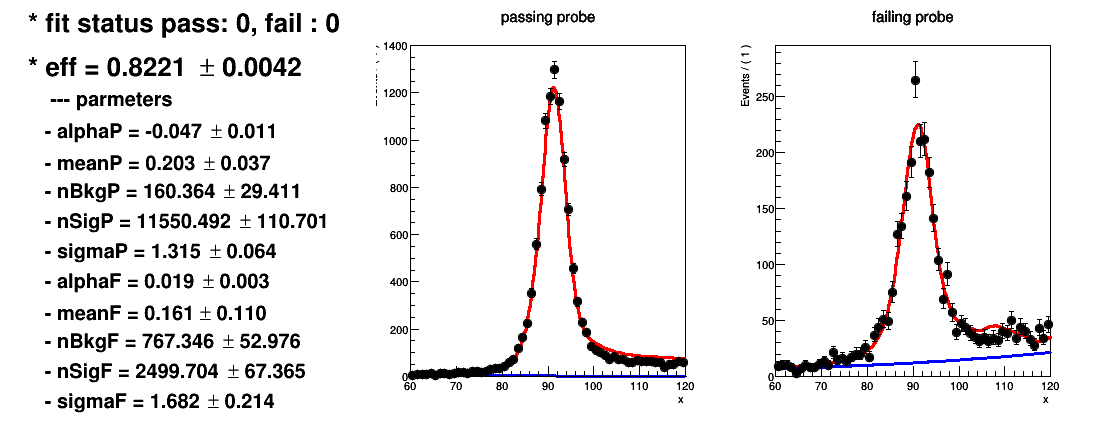 * fit status pass: 0, fail : 0
* eff = 0.8221 ± 0.0042
--- parmeters
- alphaP = -0.047 ± 0.011
- meanP = 0.203 ± 0.037
- nBkgP = 160.364 ± 29.411
- nSigP = 11550.492 ± 110.701
- sigmaP = 1.315 ± 0.064
- alphaF = 0.019 ± 0.003
- meanF = 0.161 ± 0.110
- nBkgF = 767.346 ± 52.976
- nSigF = 2499.704 ± 67.365
- sigmaF = 1.682 ± 0.214
passing probe
1400
1200
1000
800
600
400
200
0
60 70 80 90 100 110 120
x
failing probe
Events / ( 1 )
250
200
150
100
50
0
60 70 80 90 100 110 120
x